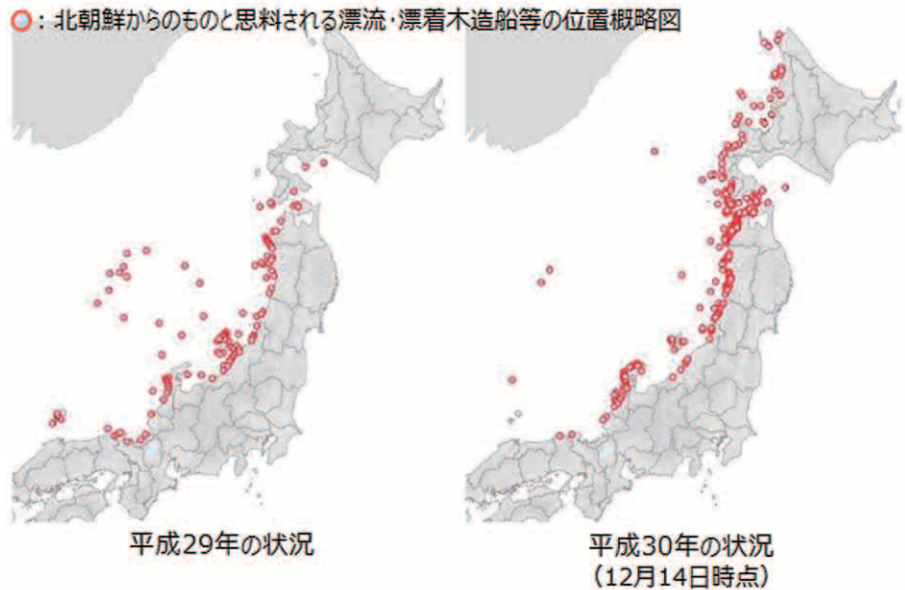 ○：北朝鮮からのものと思料される漂流・漂着木造船等の位置概略図
平成29年の状況
平成30年の状況
（12月14日時点）